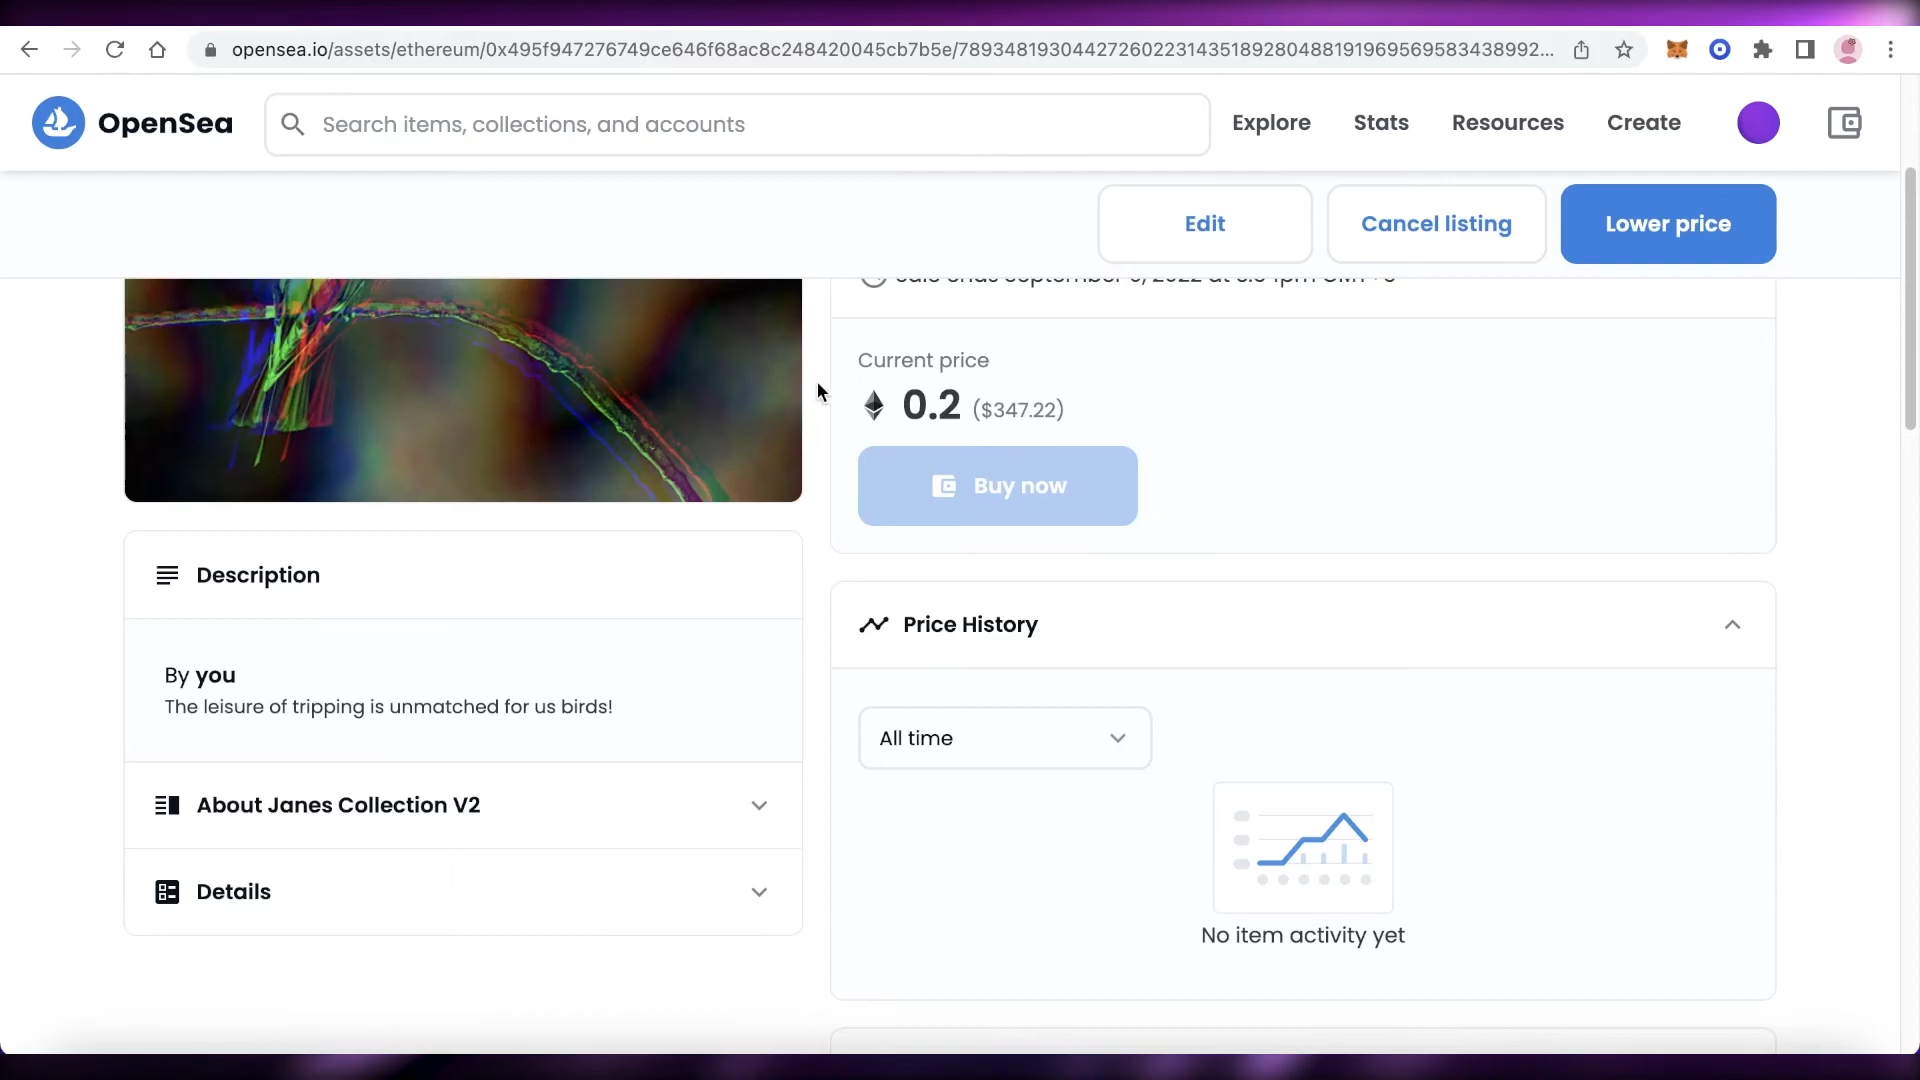 opensea.io/assets/ethereum/0x495f947276749ce646f68ac8c248420045cb7b5e/78934819304427260223143518928048819196956958343899​2...
OpenSea
Search items, collections, and accounts
Explore
Stats
Resources
Create
Edit
Cancel listing
Lower price
Current price
0.2 ($347.22)
Buy now
Description
By you
The leisure of tripping is unmatched for us birds!
About Janes Collection V2
Details
Price History
All time
No item activity yet